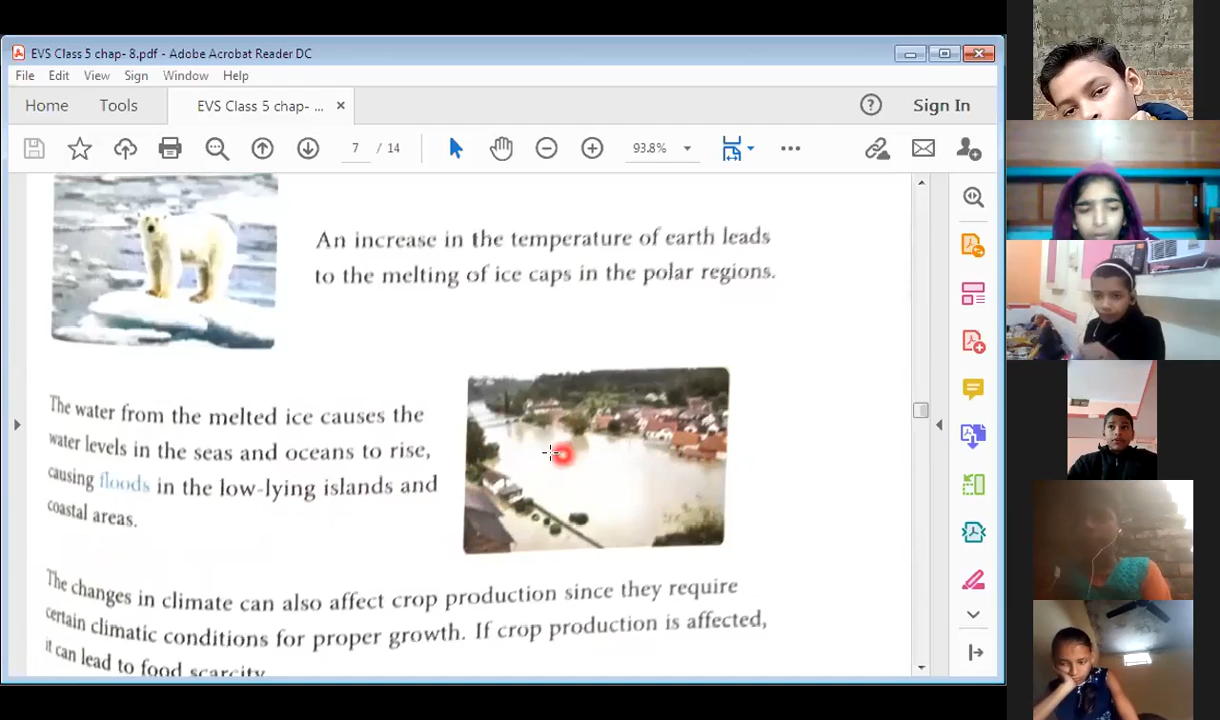 EVS Class 5 chap- 8.pdf - Adobe Acrobat Reader DC
File Edit View Sign Window Help
Home Tools EVS Class 5 chap- ... × ? Sign In
7 / 14 93.8%
An increase in the temperature of earth leads
to the melting of ice caps in the polar regions.
The water from the melted ice causes the
water levels in the seas and oceans to rise,
causing floods in the low-lying islands and
coastal areas.
The changes in climate can also affect crop production since they require
certain climatic conditions for proper growth. If crop production is affected,
it can lead to food scarcity